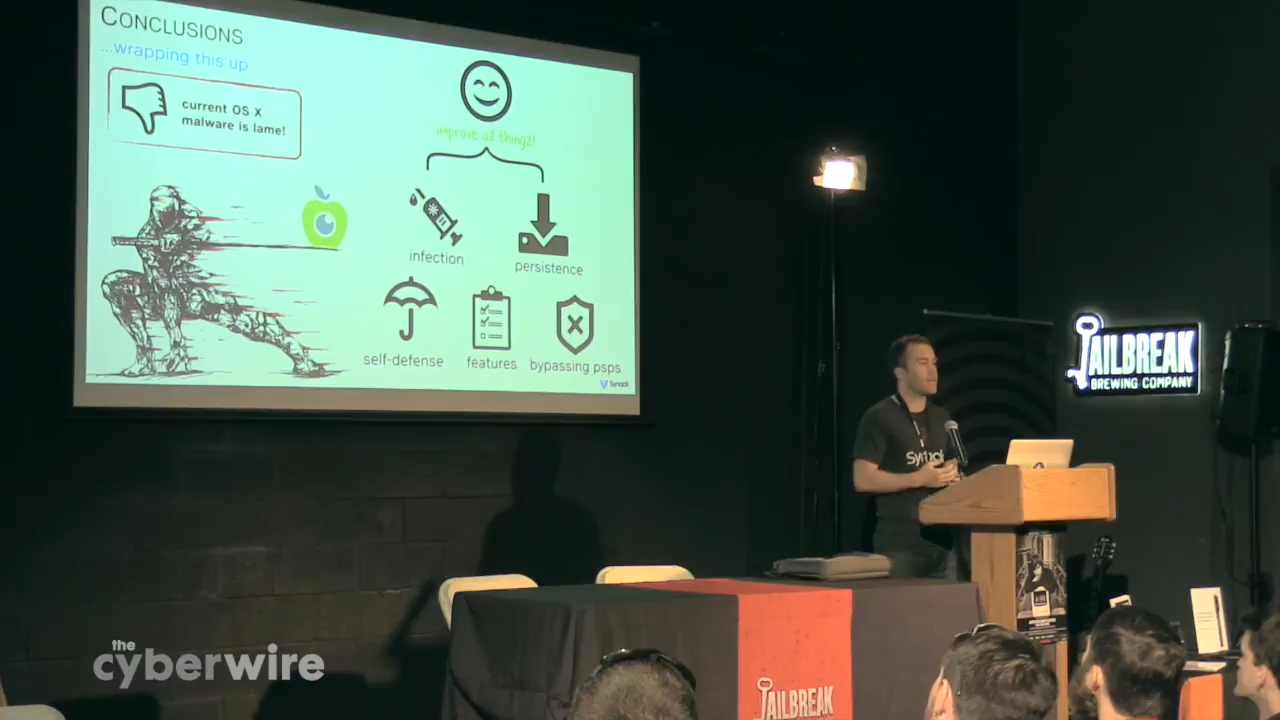 CONCLUSIONS
...wrapping this up
current OS X
malware is lame!
improve all thingz!
infection
persistence
self-defense
features
bypassing psps
Synack
Synack
JAILBREAK
BREWING COMPANY
the
cyberwire
JAILBREAK